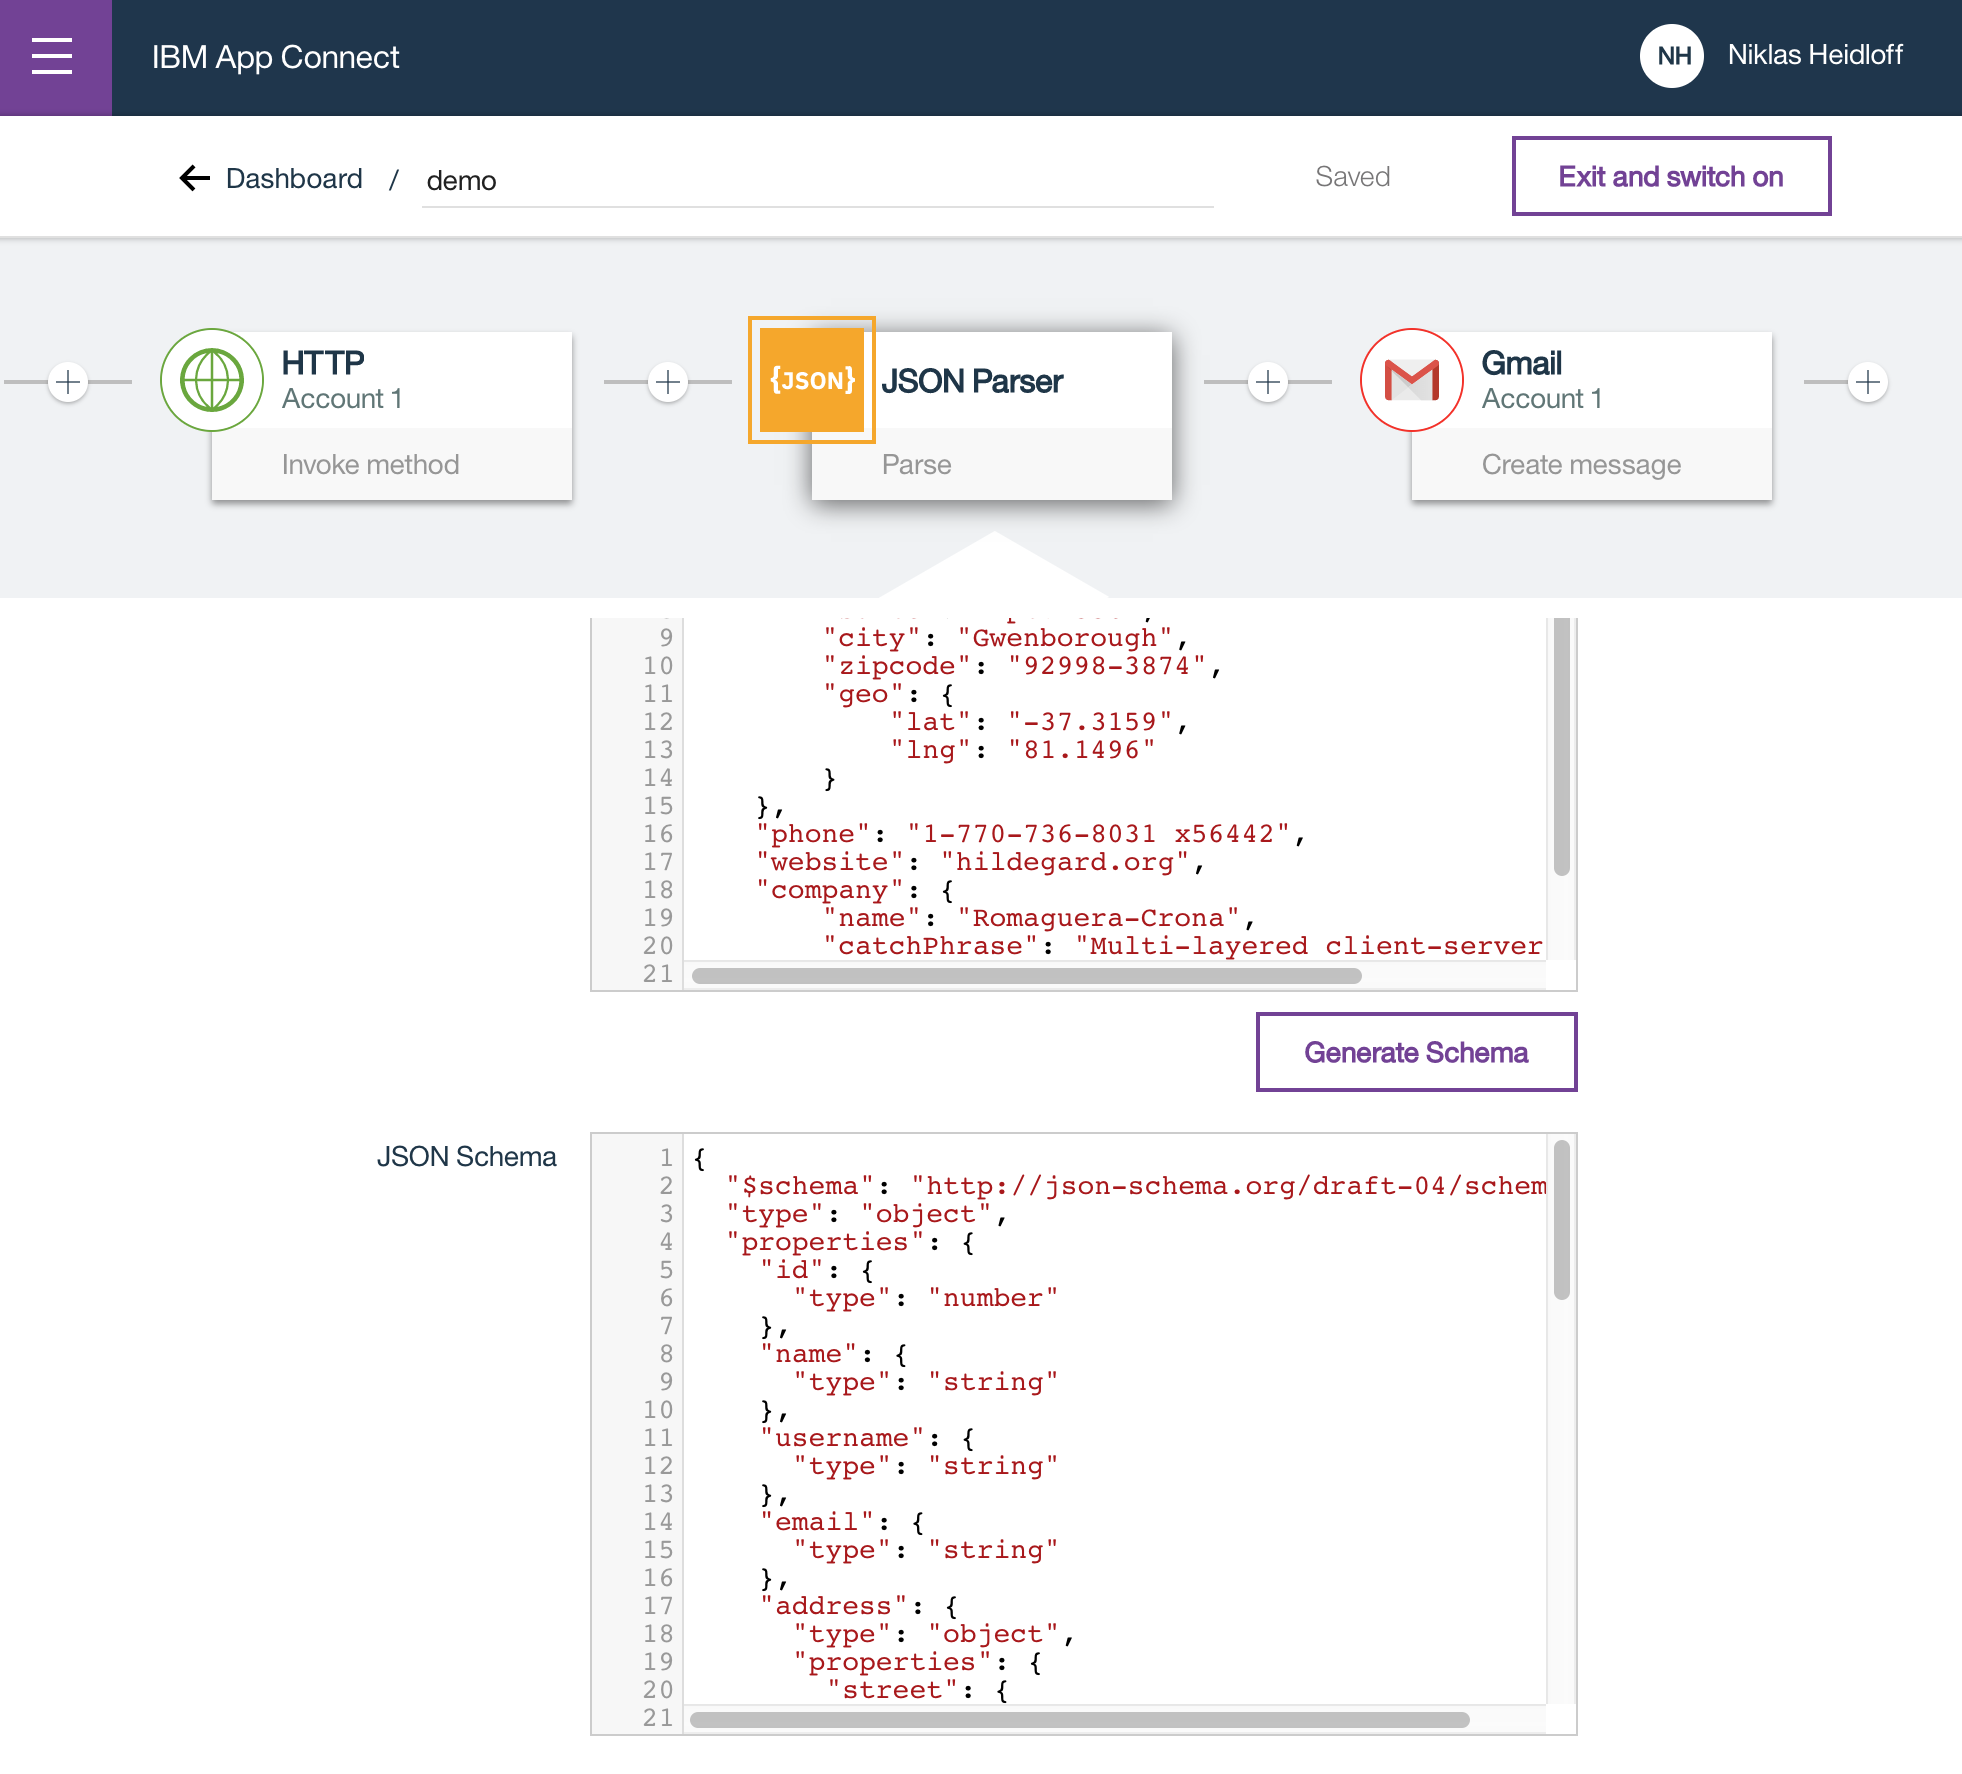 IBM App Connect
NH
Niklas Heidloff
Dashboard / demo
Saved
Exit and switch on
HTTP
Account 1
Invoke method
{JSON}
JSON Parser
Parse
Gmail
Account 1
Create message
9 "city": "Gwenborough",
10 "zipcode": "92998-3874",
11 "geo": {
12 "lat": "-37.3159",
13 "lng": "81.1496"
14 }
15 },
16 "phone": "1-770-736-8031 x56442",
17 "website": "hildegard.org",
18 "company": {
19 "name": "Romaguera-Crona",
20 "catchPhrase": "Multi-layered client-server
21
Generate Schema
JSON Schema
1 {
2 "$schema": "http://json-schema.org/draft-04/schem
3 "type": "object",
4 "properties": {
5 "id": {
6 "type": "number"
7 },
8 "name": {
9 "type": "string"
10 },
11 "username": {
12 "type": "string"
13 },
14 "email": {
15 "type": "string"
16 },
17 "address": {
18 "type": "object",
19 "properties": {
20 "street": {
21